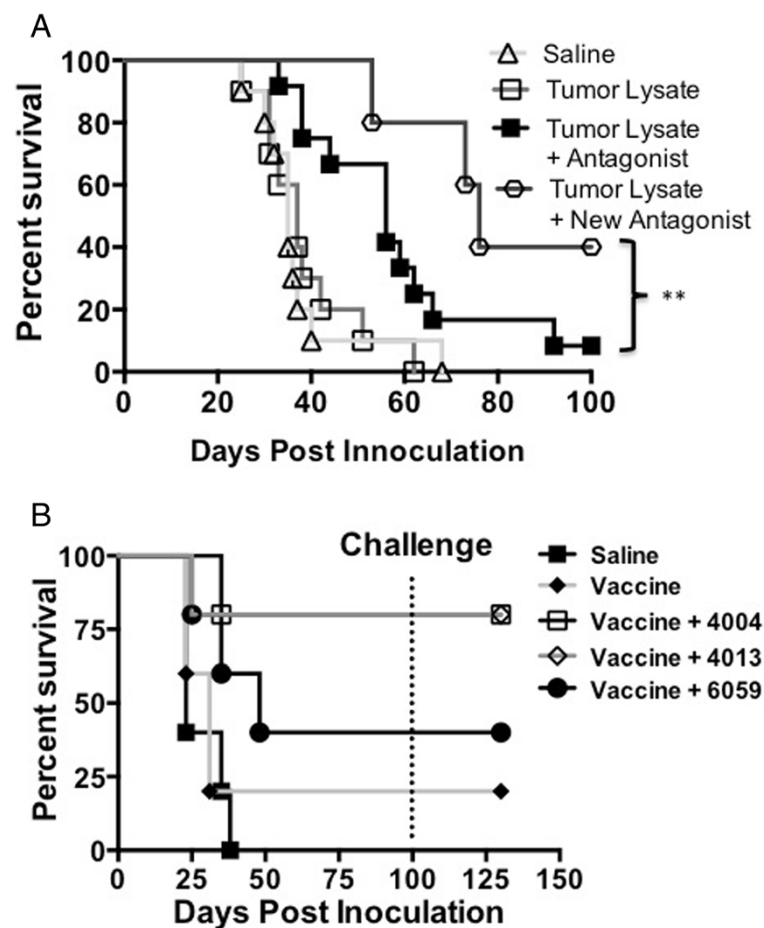 A
Percent survival
100
80
60
40
20
0
0 20 40 60 80 100
Days Post Innoculation
Saline
Tumor Lysate
Tumor Lysate
+ Antagonist
Tumor Lysate
+ New Antagonist
**
B
Percent survival
100
75
50
25
0
0 25 50 75 100 125 150
Days Post Inoculation
Challenge
Saline
Vaccine
Vaccine + 4004
Vaccine + 4013
Vaccine + 6059